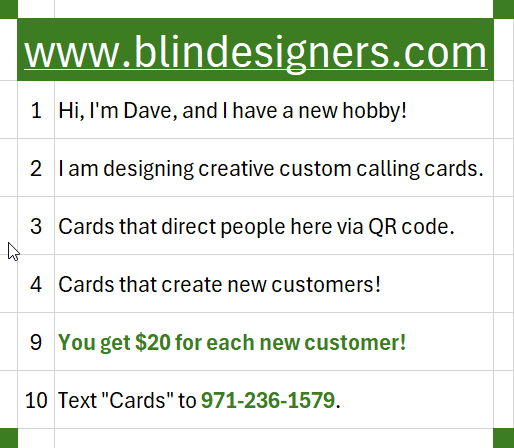 www.blindesigners.com
1 Hi, I'm Dave, and I have a new hobby!
2 I am designing creative custom calling cards.
3 Cards that direct people here via QR code.
4 Cards that create new customers!
9 You get $20 for each new customer!
10 Text "Cards" to 971-236-1579.